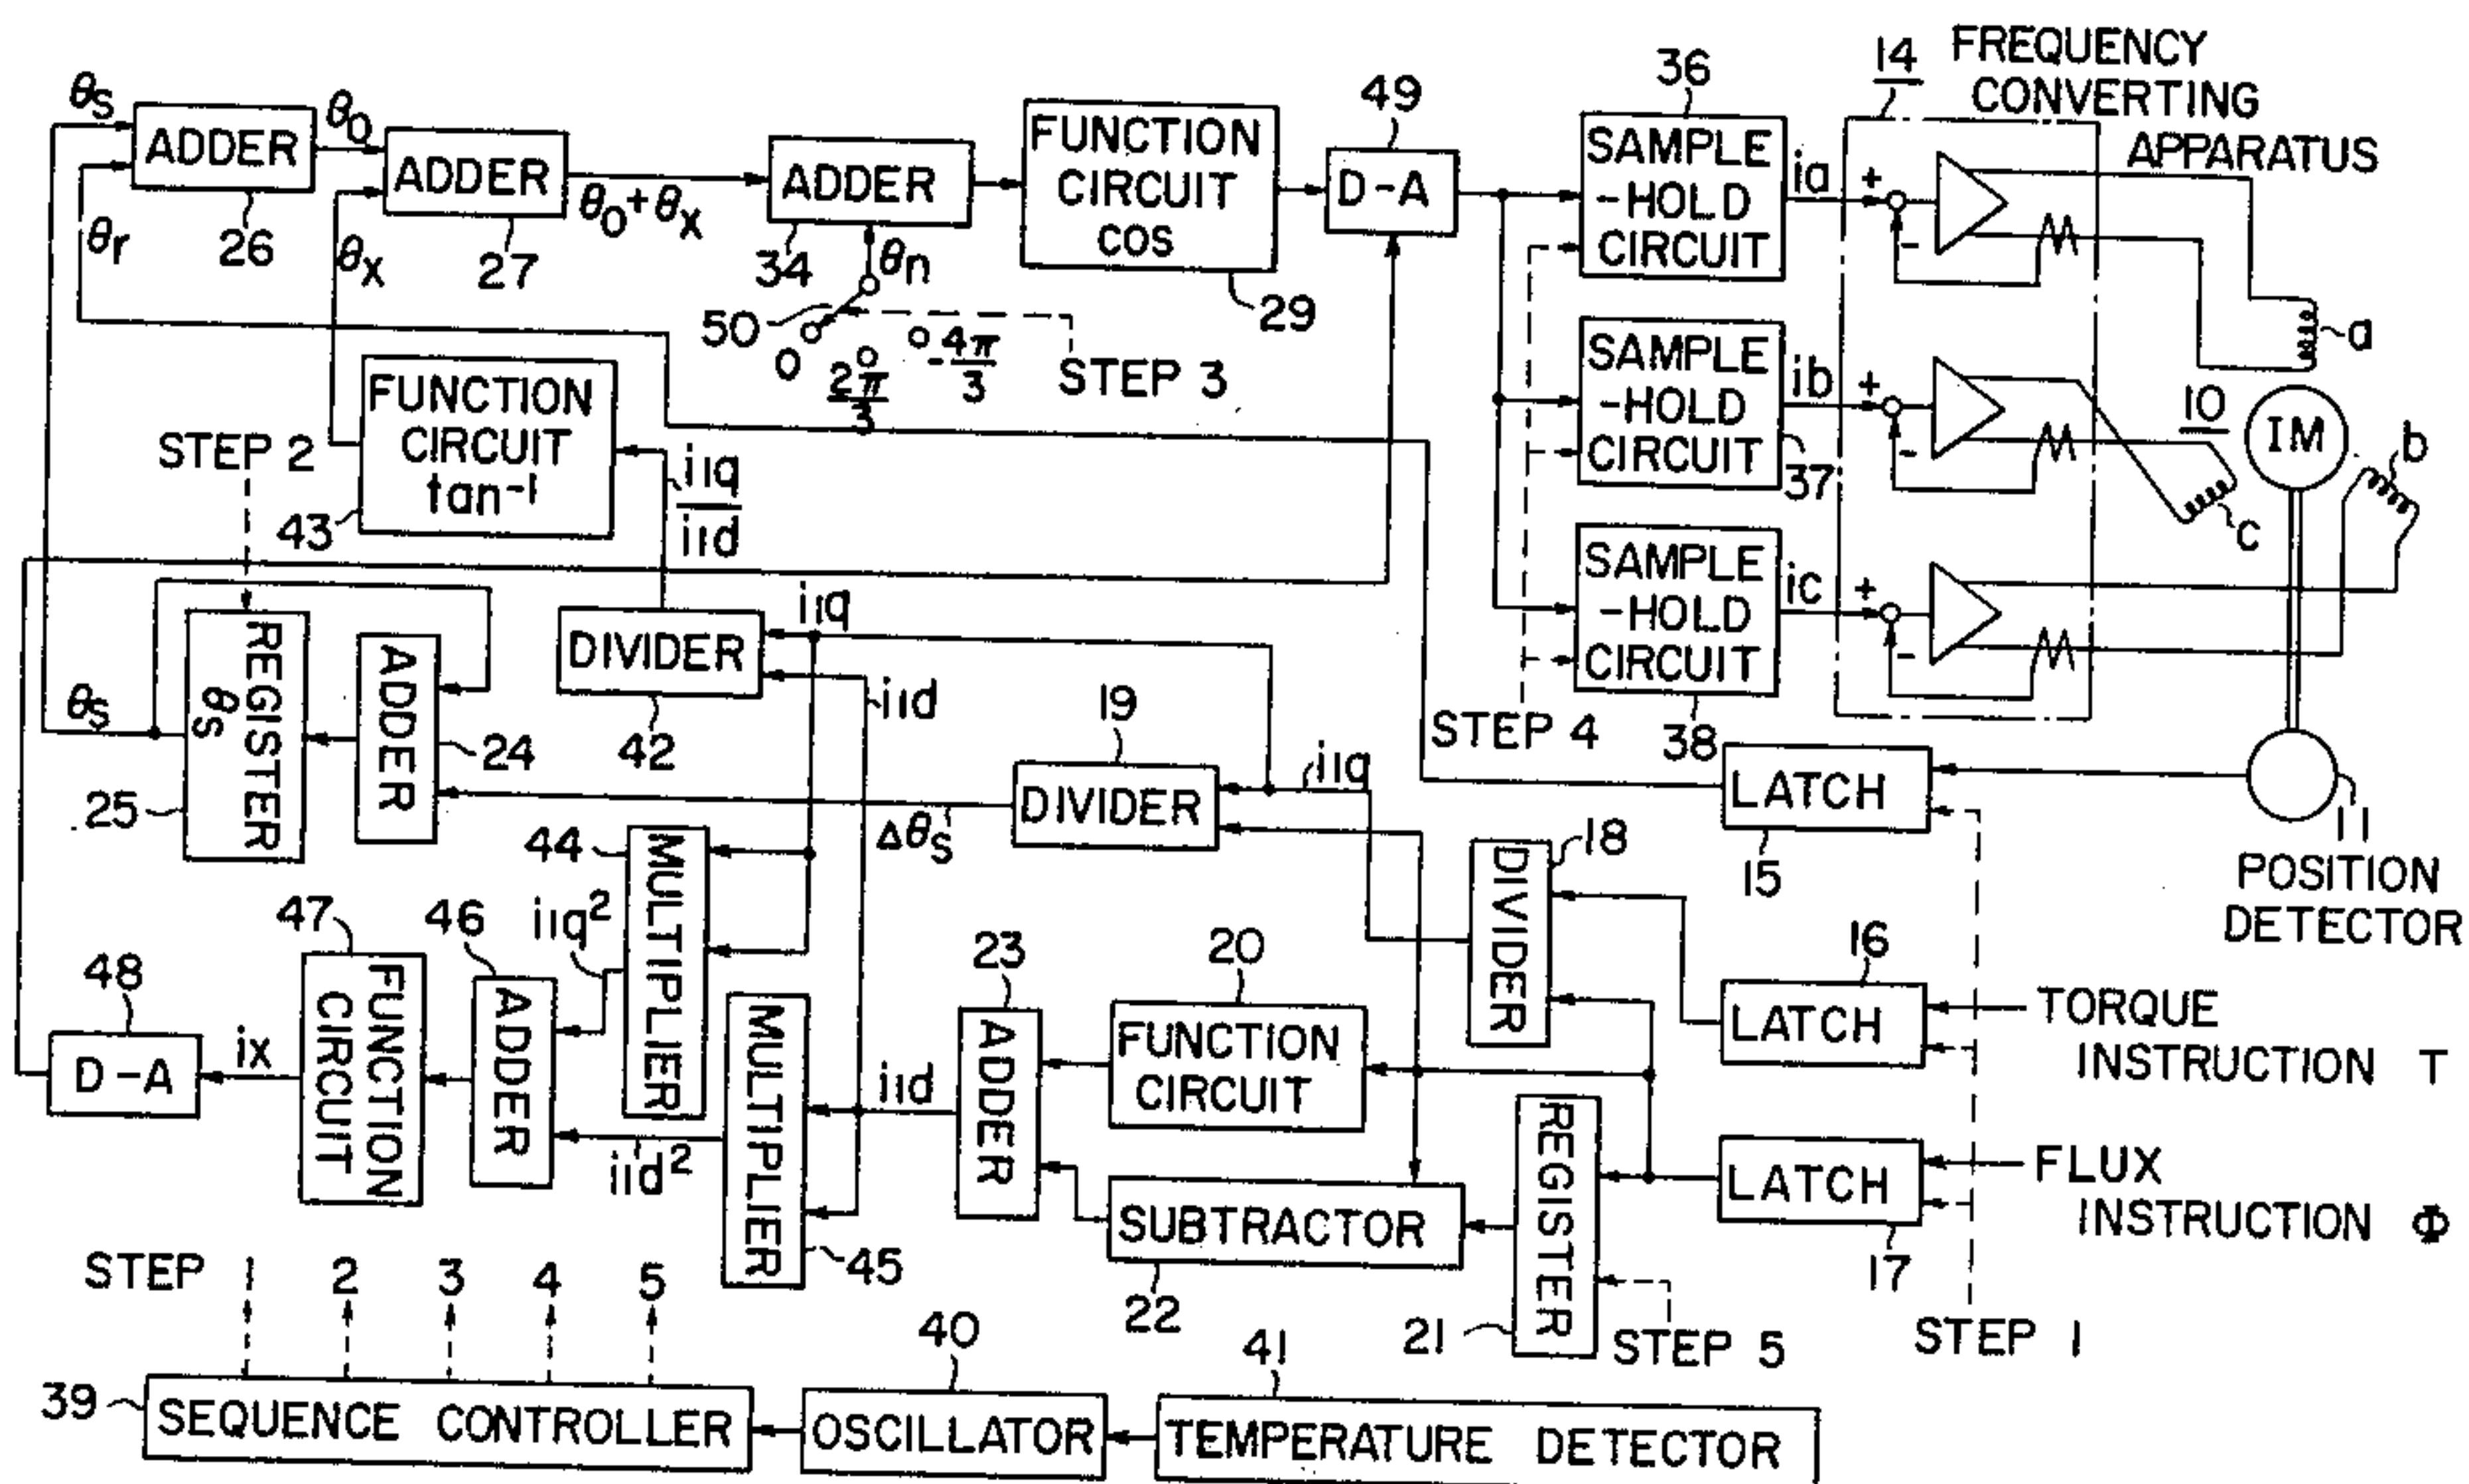 θs
ADDER
26
θr
θo
ADDER
27
θx
θo+θx
ADDER
34
θn
50
0
2π/3
-4π/3
STEP 3
FUNCTION
CIRCUIT
COS
29
49
D-A
36
SAMPLE
-HOLD
CIRCUIT
ia
+
-
14
FREQUENCY
CONVERTING
APPARATUS
a
SAMPLE
-HOLD
CIRCUIT
37
ib
+
-
10
IM
b
c
SAMPLE
-HOLD
CIRCUIT
38
ic
+
-
STEP 4
STEP 2
FUNCTION
CIRCUIT
tan-1
43
i1q
i1d
REGISTER
θs
25
θs
ADDER
24
DIVIDER
42
i1q
i1d
19
DIVIDER
ΔθS
i1q
LATCH
15
11
POSITION
DETECTOR
44
MULTIPLIER
18
DIVIDER
16
LATCH
TORQUE
INSTRUCTION T
47
FUNCTION
CIRCUIT
46
ADDER
i1q2
48
D-A
ix
MULTIPLIER
45
i1d2
i1d
23
ADDER
20
FUNCTION
CIRCUIT
SUBTRACTOR
22
REGISTER
21
STEP 5
LATCH
17
FLUX
INSTRUCTION Φ
STEP 1
STEP 1 2 3 4 5
39
SEQUENCE CONTROLLER
40
OSCILLATOR
41
TEMPERATURE DETECTOR